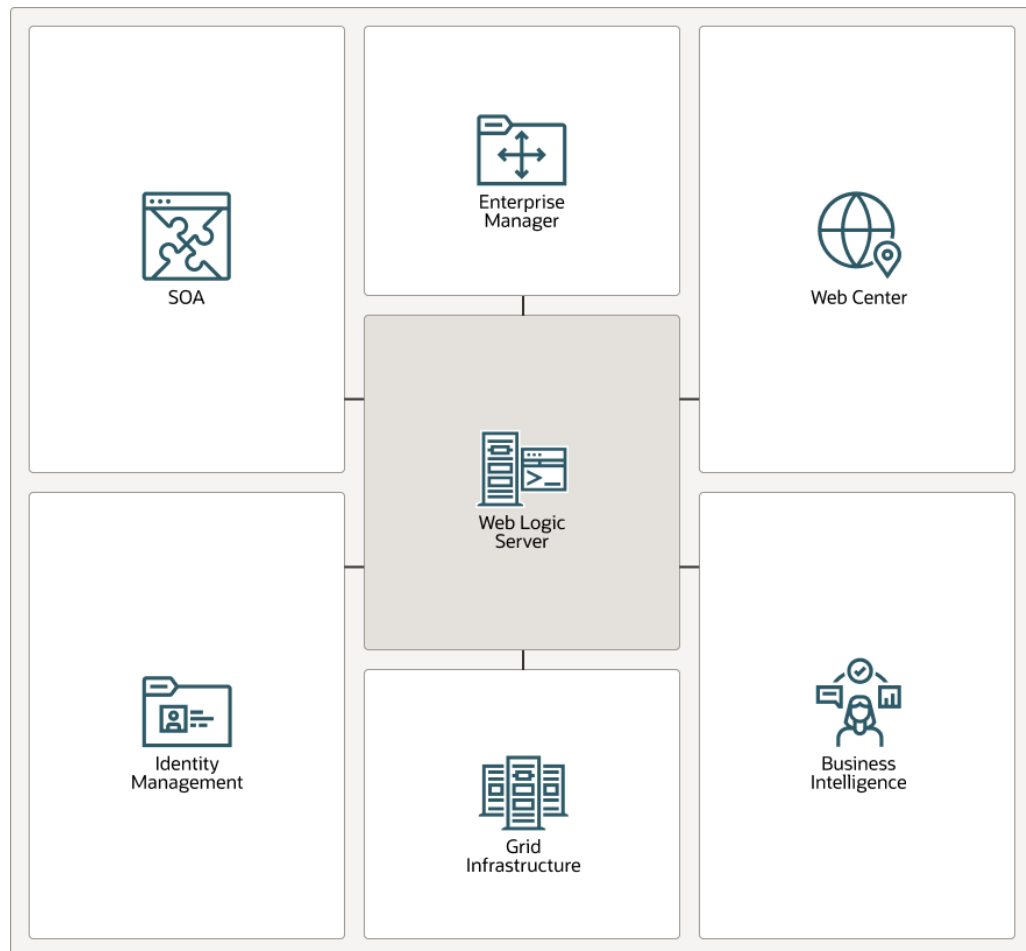 Enterprise
Manager
SOA
Web Center
Web Logic
Server
Identity
Management
Business
Intelligence
Grid
Infrastructure